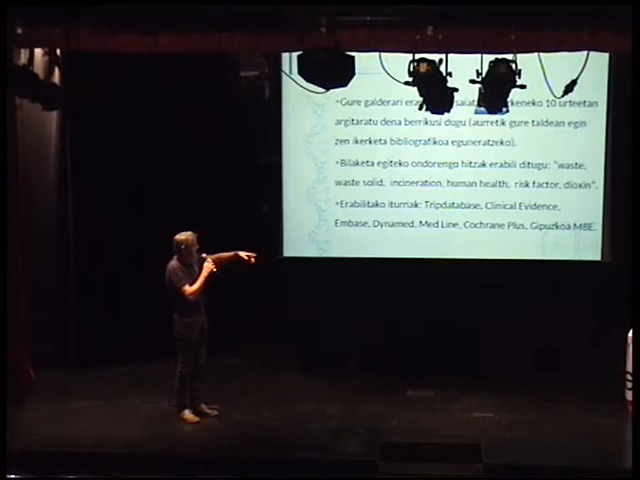 •Gure galderari
10 urteetan
argitaratu dena berrikusi dugu (aurretik gure taldean egin
zen ikerketa bibliografikoa eguneratzeko).
•Bilaketa egiteko ondorengo hitzak erabili ditugu: "waste,
waste solid, incineration, human health, risk factor, dioxin".
•Erabilitako iturriak: Tripdatabase, Clinical Evidence,
Embase, Dynamed, Med Line, Cochrane Plus, Gipuzkoa MBE.